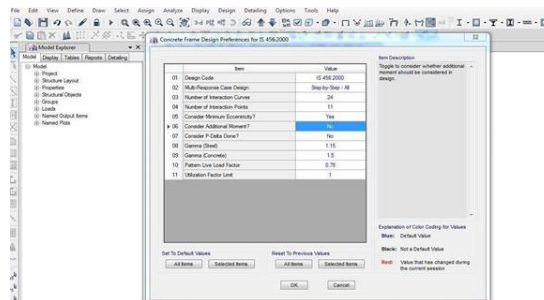 File Edit View Define Draw Select Assign Analyze Display Design Detailing Options Tools Help
Model Explorer
Model Display Tables Reports Detailing
Model
Project
Structure Layout
Properties
Structural Objects
Groups
Loads
Named Output Items
Named Plots
Concrete Frame Design Preferences for IS 456:2000
Item Value
01 Design Code IS 456:2000
02 Multi-Response Case Design Step-by-Step - All
03 Number of Interaction Curves 24
04 Number of Interaction Points 11
05 Consider Minimum Eccentricity? Yes
06 Consider Additional Moment? No
07 Consider P-Delta Done? No
08 Gamma (Steel) 1.15
09 Gamma (Concrete) 1.5
10 Pattern Live Load Factor 0.75
11 Utilization Factor Limit 1
Item Description
Toggle to consider whether additional
moment should be considered in
design.
Explanation of Color Coding for Values
Blue: Default Value
Black: Not a Default Value
Red: Value that has changed during
the current session
Set To Default Values Reset To Previous Values
All Items Selected Items All Items Selected Items
OK Cancel